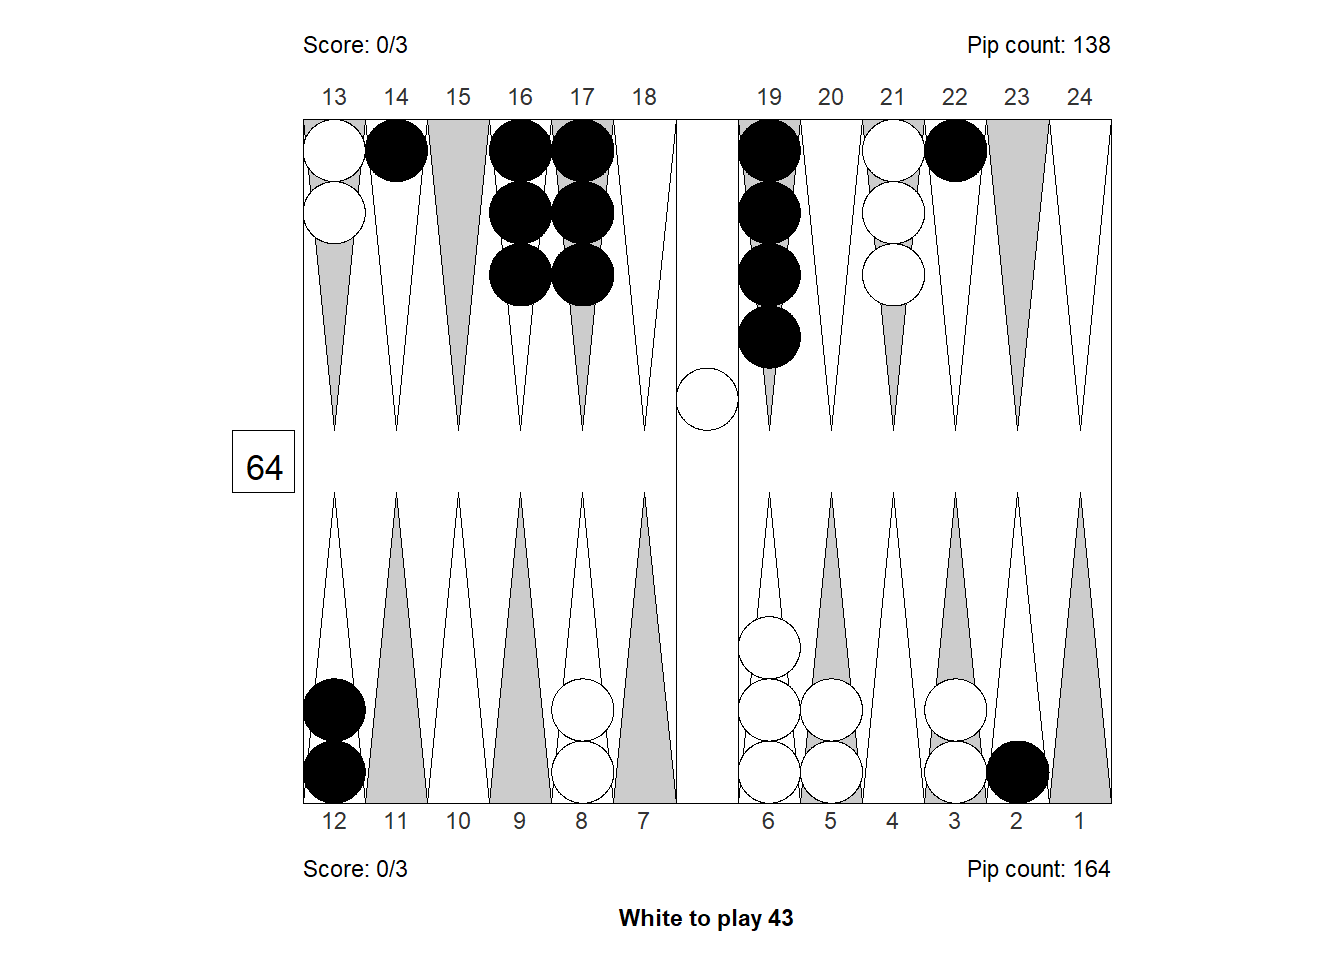 Score: 0/3 Pip count: 138
13 14 15 16 17 18 19 20 21 22 23 24
64
12 11 10 9 8 7 6 5 4 3 2 1
Score: 0/3 Pip count: 164
White to play 43